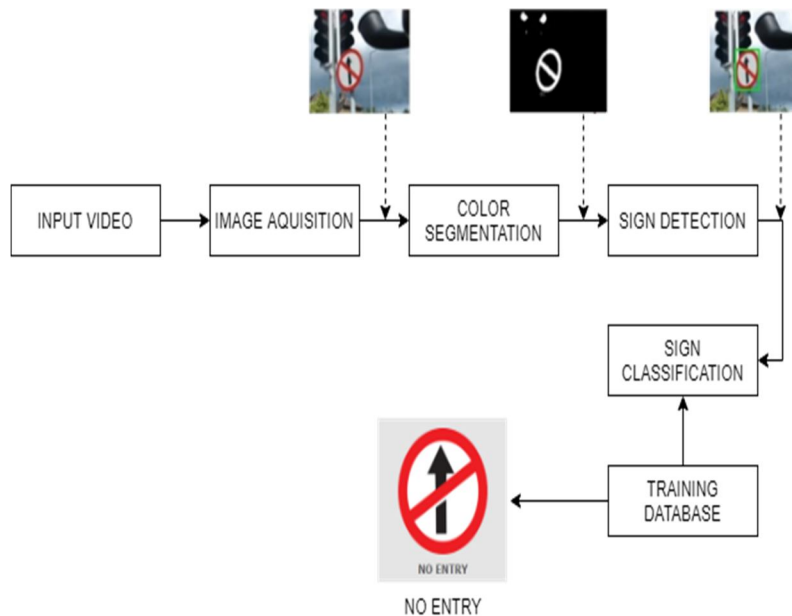 INPUT VIDEO
IMAGE AQUISITION
COLOR
SEGMENTATION
SIGN DETECTION
SIGN
CLASSIFICATION
TRAINING
DATABASE
NO ENTRY
NO ENTRY